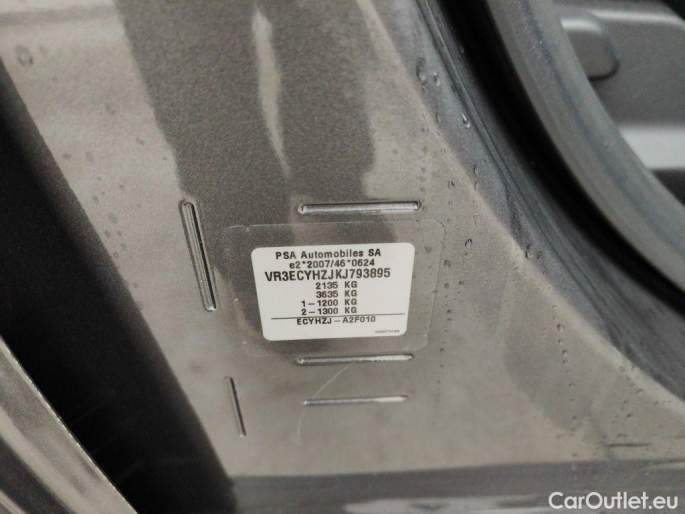 PSA Automobiles SA
e2*2007/46*0624
VR3ECYHZJKJ793895
2135 KG
3635 KG
1-1200 KG
2-1300 KG
ECYHZJ-A2F010
CarOutlet.eu